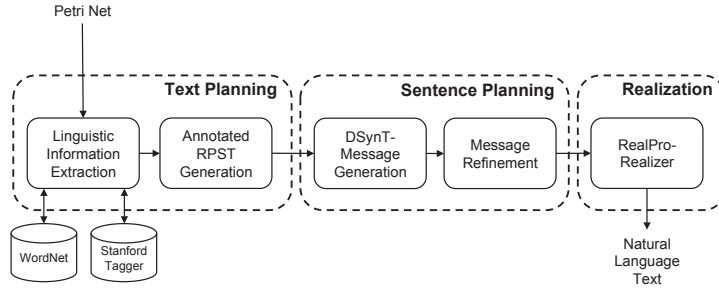 Petri Net
Text Planning
Sentence Planning
Realization
Linguistic
Information
Extraction
Annotated
RPST
Generation
DSynT-
Message
Generation
Message
Refinement
RealPro-
Realizer
WordNet
Stanford
Tagger
Natural
Language
Text